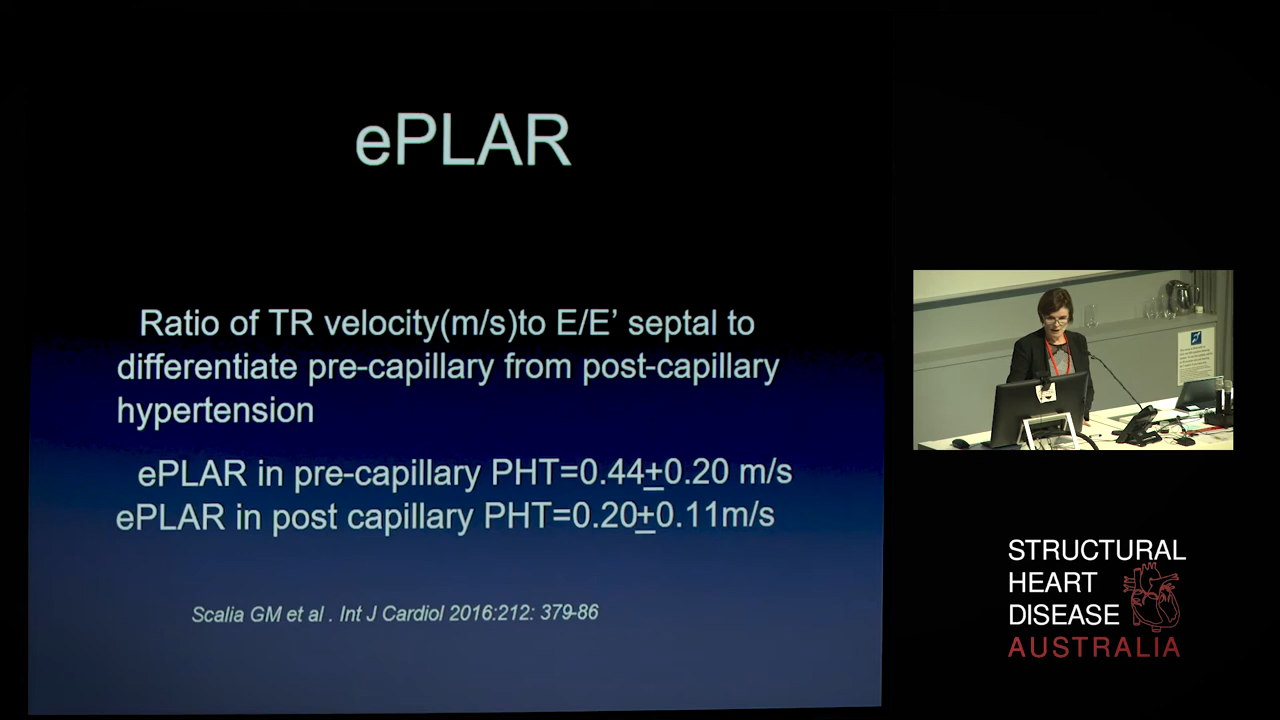 ePLAR
Ratio of TR velocity(m/s)to E/E’ septal to
differentiate pre-capillary from post-capillary
hypertension
ePLAR in pre-capillary PHT=0.44±0.20 m/s
ePLAR in post capillary PHT=0.20±0.11m/s
Scalia GM et al . Int J Cardiol 2016:212: 379-86
STRUCTURAL
HEART
DISEASE
AUSTRALIA